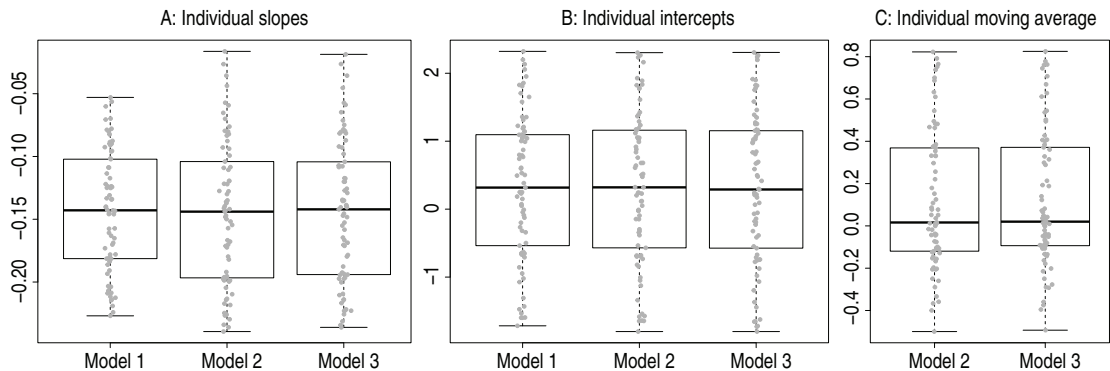 A: Individual slopes
−0.05
−0.10
−0.15
−0.20
Model 1 Model 2 Model 3
B: Individual intercepts
2
1
0
−1
Model 1 Model 2 Model 3
C: Individual moving average
0.8
0.6
0.4
0.2
0.0
−0.2
−0.4
Model 2 Model 3